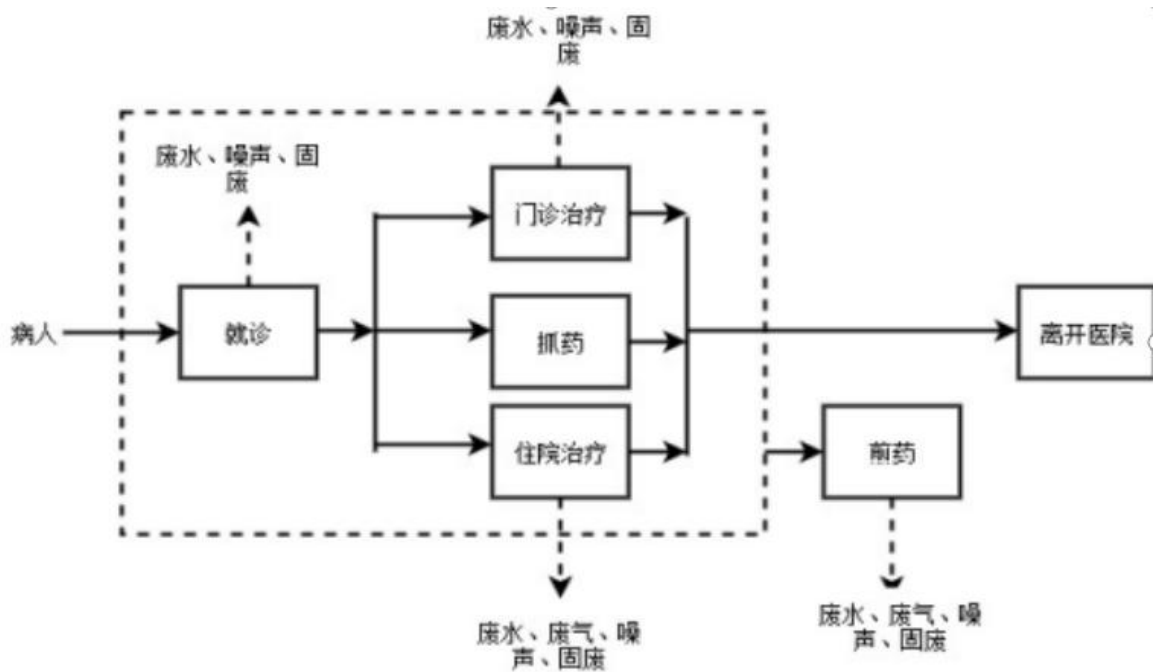 废水、噪声、固
废
废水、噪声、固
废
门诊治疗
病人
就诊
抓药
离开医院
住院治疗
煎药
废水、废气、噪
声、固废
废水、废气、噪
声、固废